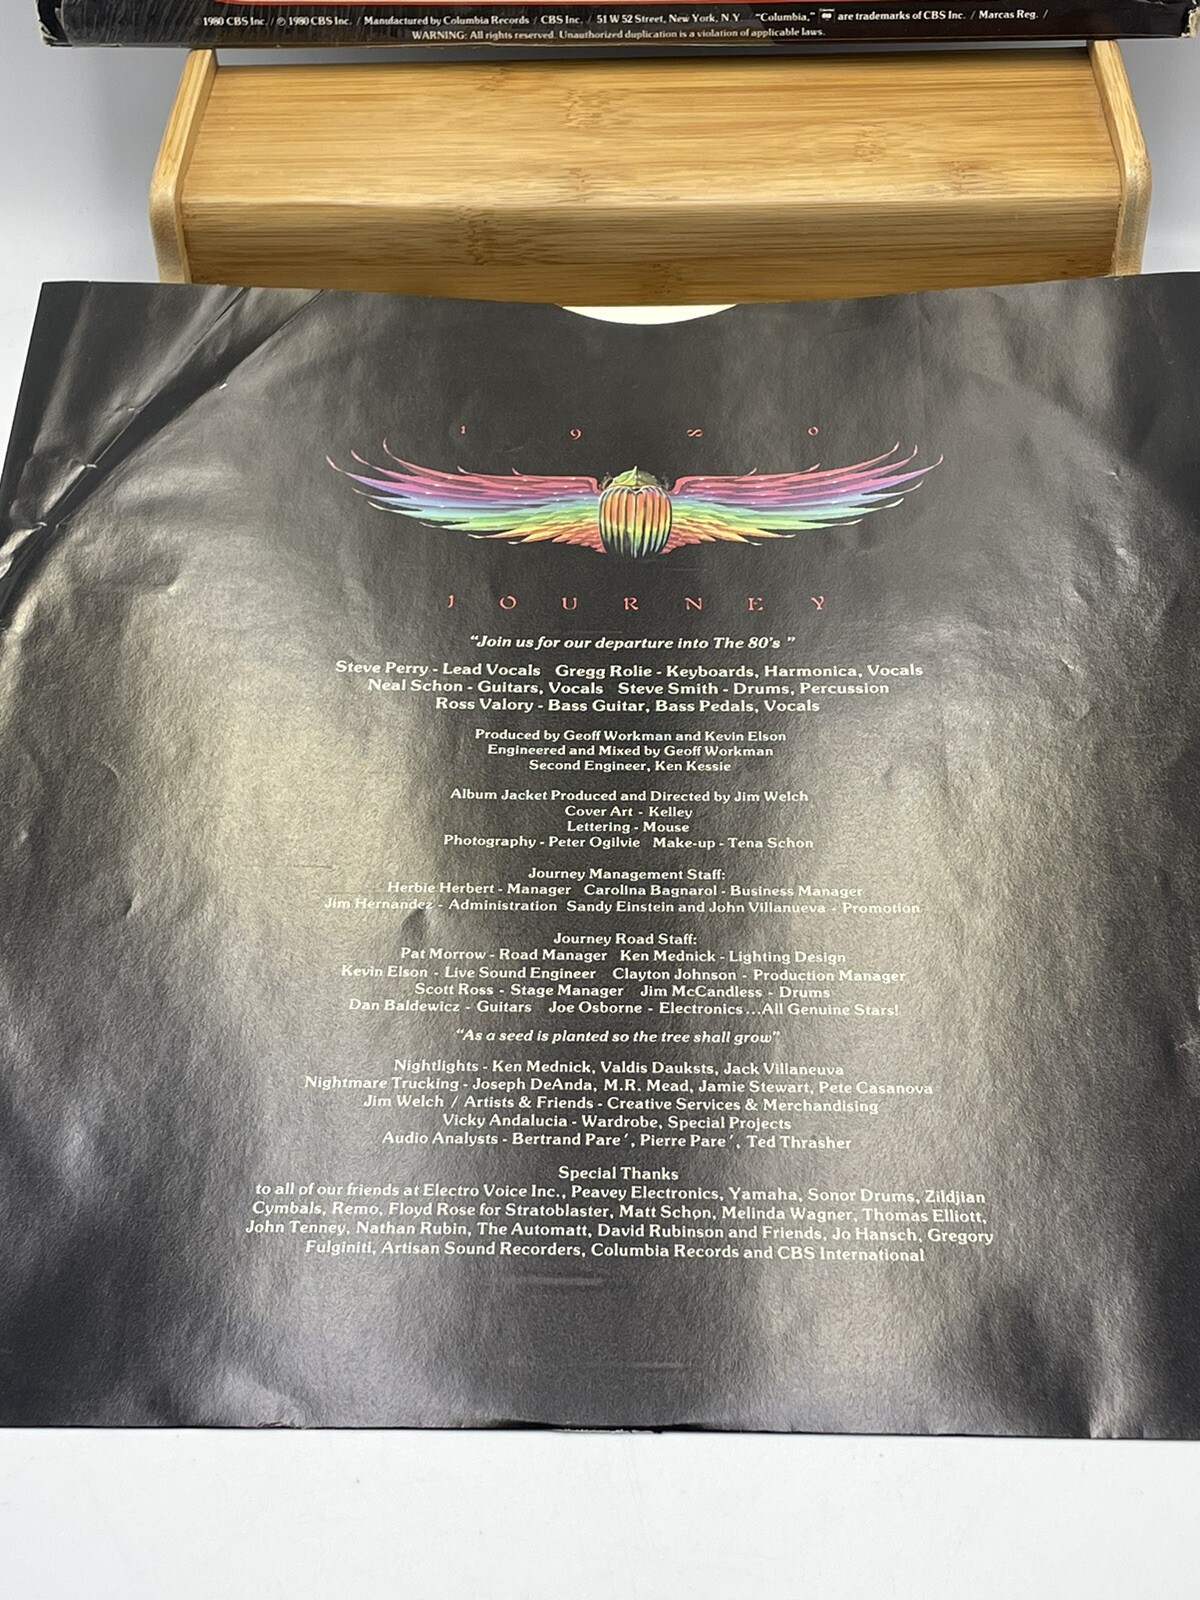 1980 CBS Inc. / ℗ 1980 CBS Inc. / Manufactured by Columbia Records / CBS Inc. / 51 W 52 Street, New York, N.Y. "Columbia," are trademarks of CBS Inc. / Marcas Reg. /
WARNING: All rights reserved. Unauthorized duplication is a violation of applicable laws.
1 9 8 0
JOURNEY
"Join us for our departure into The 80's"
Steve Perry - Lead Vocals Gregg Rolie - Keyboards, Harmonica, Vocals
Neal Schon - Guitars, Vocals Steve Smith - Drums, Percussion
Ross Valory - Bass Guitar, Bass Pedals, Vocals
Produced by Geoff Workman and Kevin Elson
Engineered and Mixed by Geoff Workman
Second Engineer, Ken Kessie
Album Jacket Produced and Directed by Jim Welch
Cover Art - Kelley
Lettering - Mouse
Photography - Peter Ogilvie Make-up - Tena Schon
Journey Management Staff:
Herbie Herbert - Manager Carolina Bagnarol - Business Manager
Jim Hernandez - Administration Sandy Einstein and John Villanueva - Promotion
Journey Road Staff:
Pat Morrow - Road Manager Ken Mednick - Lighting Design
Kevin Elson - Live Sound Engineer Clayton Johnson - Production Manager
Scott Ross - Stage Manager Jim McCandless - Drums
Dan Baldewicz - Guitars Joe Osborne - Electronics...All Genuine Stars!
"As a seed is planted so the tree shall grow"
Nightlights - Ken Mednick, Valdis Dauksts, Jack Villaneuva
Nightmare Trucking - Joseph DeAnda, M.R. Mead, Jamie Stewart, Pete Casanova
Jim Welch / Artists & Friends - Creative Services & Merchandising
Vicky Andalucia - Wardrobe, Special Projects
Audio Analysts - Bertrand Pare', Pierre Pare', Ted Thrasher
Special Thanks
to all of our friends at Electro Voice Inc., Peavey Electronics, Yamaha, Sonor Drums, Zildjian
Cymbals, Remo, Floyd Rose for Stratoblaster, Matt Schon, Melinda Wagner, Thomas Elliott,
John Tenney, Nathan Rubin, The Automatt, David Rubinson and Friends, Jo Hansch, Gregory
Fulginiti, Artisan Sound Recorders, Columbia Records and CBS International